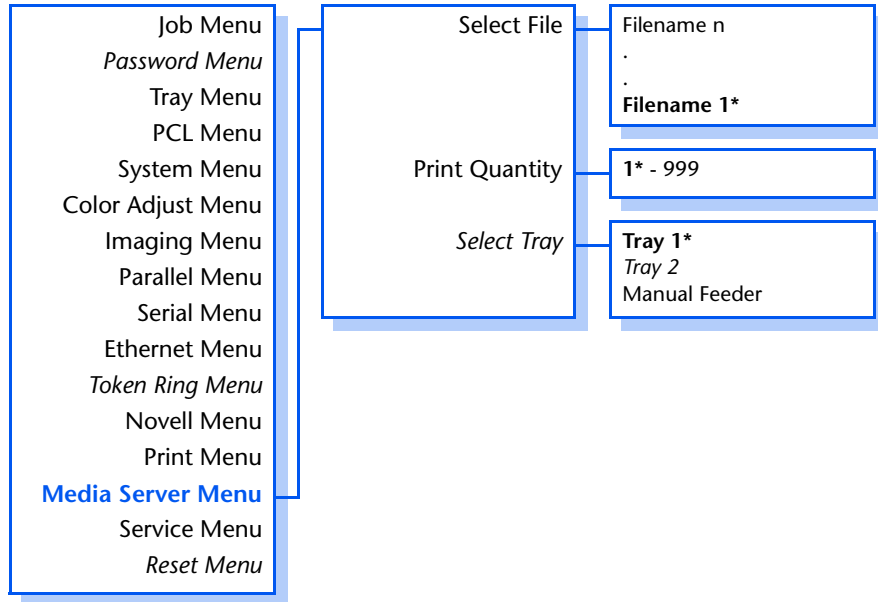 Job Menu
Password Menu
Tray Menu
PCL Menu
System Menu
Color Adjust Menu
Imaging Menu
Parallel Menu
Serial Menu
Ethernet Menu
Token Ring Menu
Novell Menu
Print Menu
Media Server Menu
Service Menu
Reset Menu
Select File
Print Quantity
Select Tray
Filename n
.
.
Filename 1*
1* - 999
Tray 1*
Tray 2
Manual Feeder